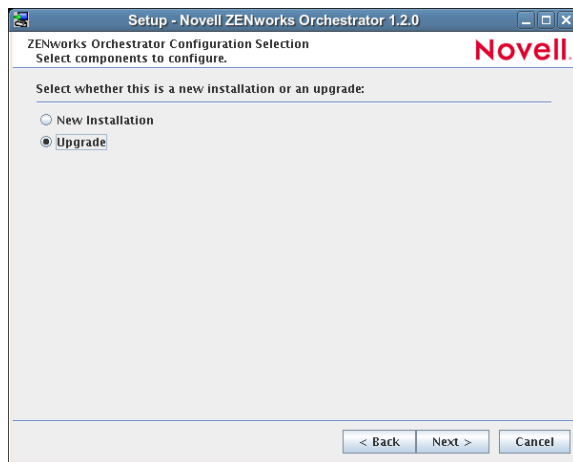 Setup - Novell ZENworks Orchestrator 1.2.0
ZENworks Orchestrator Configuration Selection
Select components to configure.
Novell.
Select whether this is a new installation or an upgrade:
New Installation
Upgrade
< Back Next > Cancel